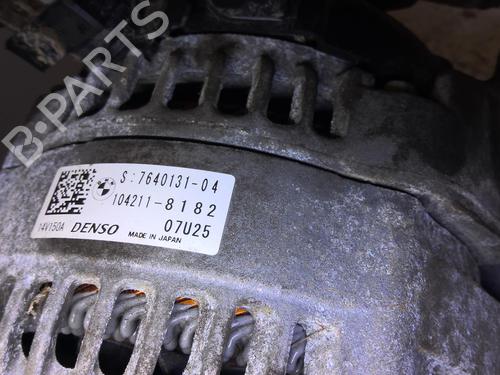 B-PARTS
S:7640131-04
104211-8182
14V150A DENSO 07U25
MADE IN JAPAN